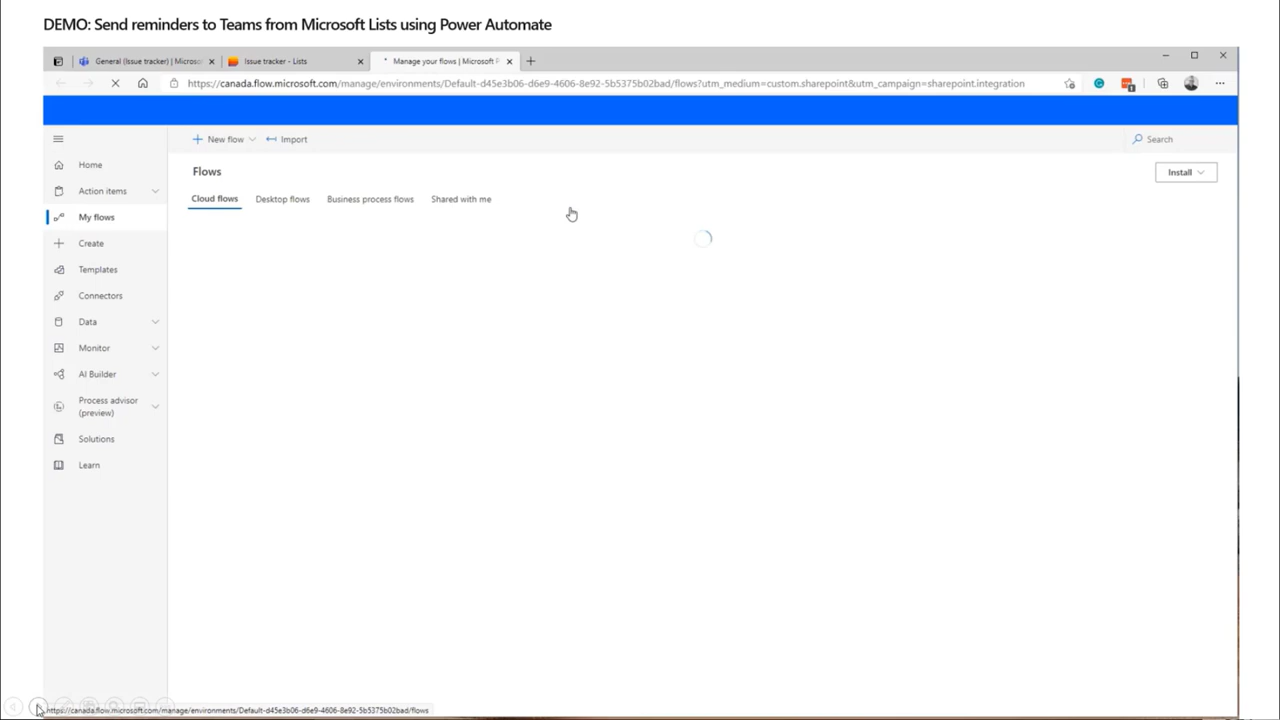 DEMO: Send reminders to Teams from Microsoft Lists using Power Automate
General (Issue tracker) | Microso
Issue tracker - Lists
Manage your flows | Microsoft P
https://canada.flow.microsoft.com/manage/environments/Default-d45e3b06-d6e9-4606-8e92-5b5375b02bad/flows?utm_medium=custom.sharepoint&utm_campaign=sharepoint.integration
New flow
Import
Search
Home
Flows
Install
Action items
Cloud flows
Desktop flows
Business process flows
Shared with me
My flows
Create
Templates
Connectors
Data
Monitor
AI Builder
Process advisor
(preview)
Solutions
Learn
https://canada.flow.microsoft.com/manage/environments/Default-d45e3b06-d6e9-4606-8e92-5b5375b02bad/flows